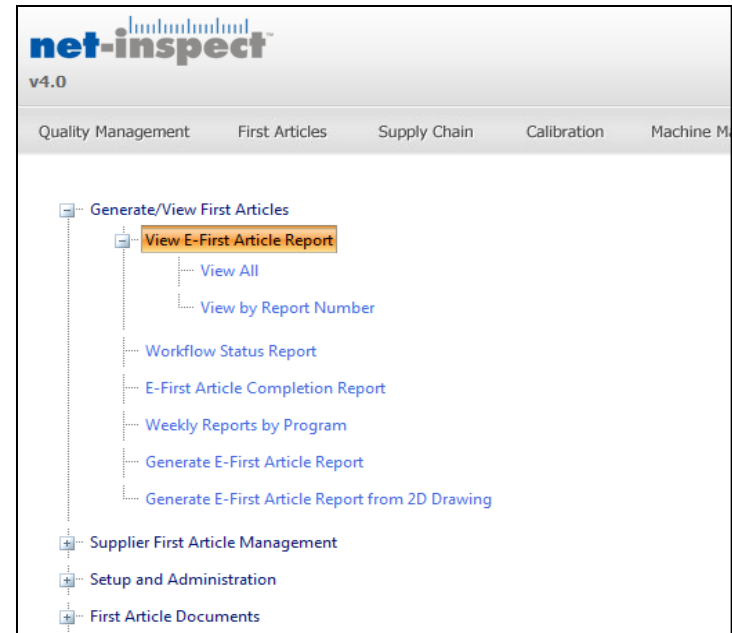 net-inspect™
v4.0
Quality Management First Articles Supply Chain Calibration Machine M
Generate/View First Articles
View E-First Article Report
View All
View by Report Number
Workflow Status Report
E-First Article Completion Report
Weekly Reports by Program
Generate E-First Article Report
Generate E-First Article Report from 2D Drawing
Supplier First Article Management
Setup and Administration
First Article Documents